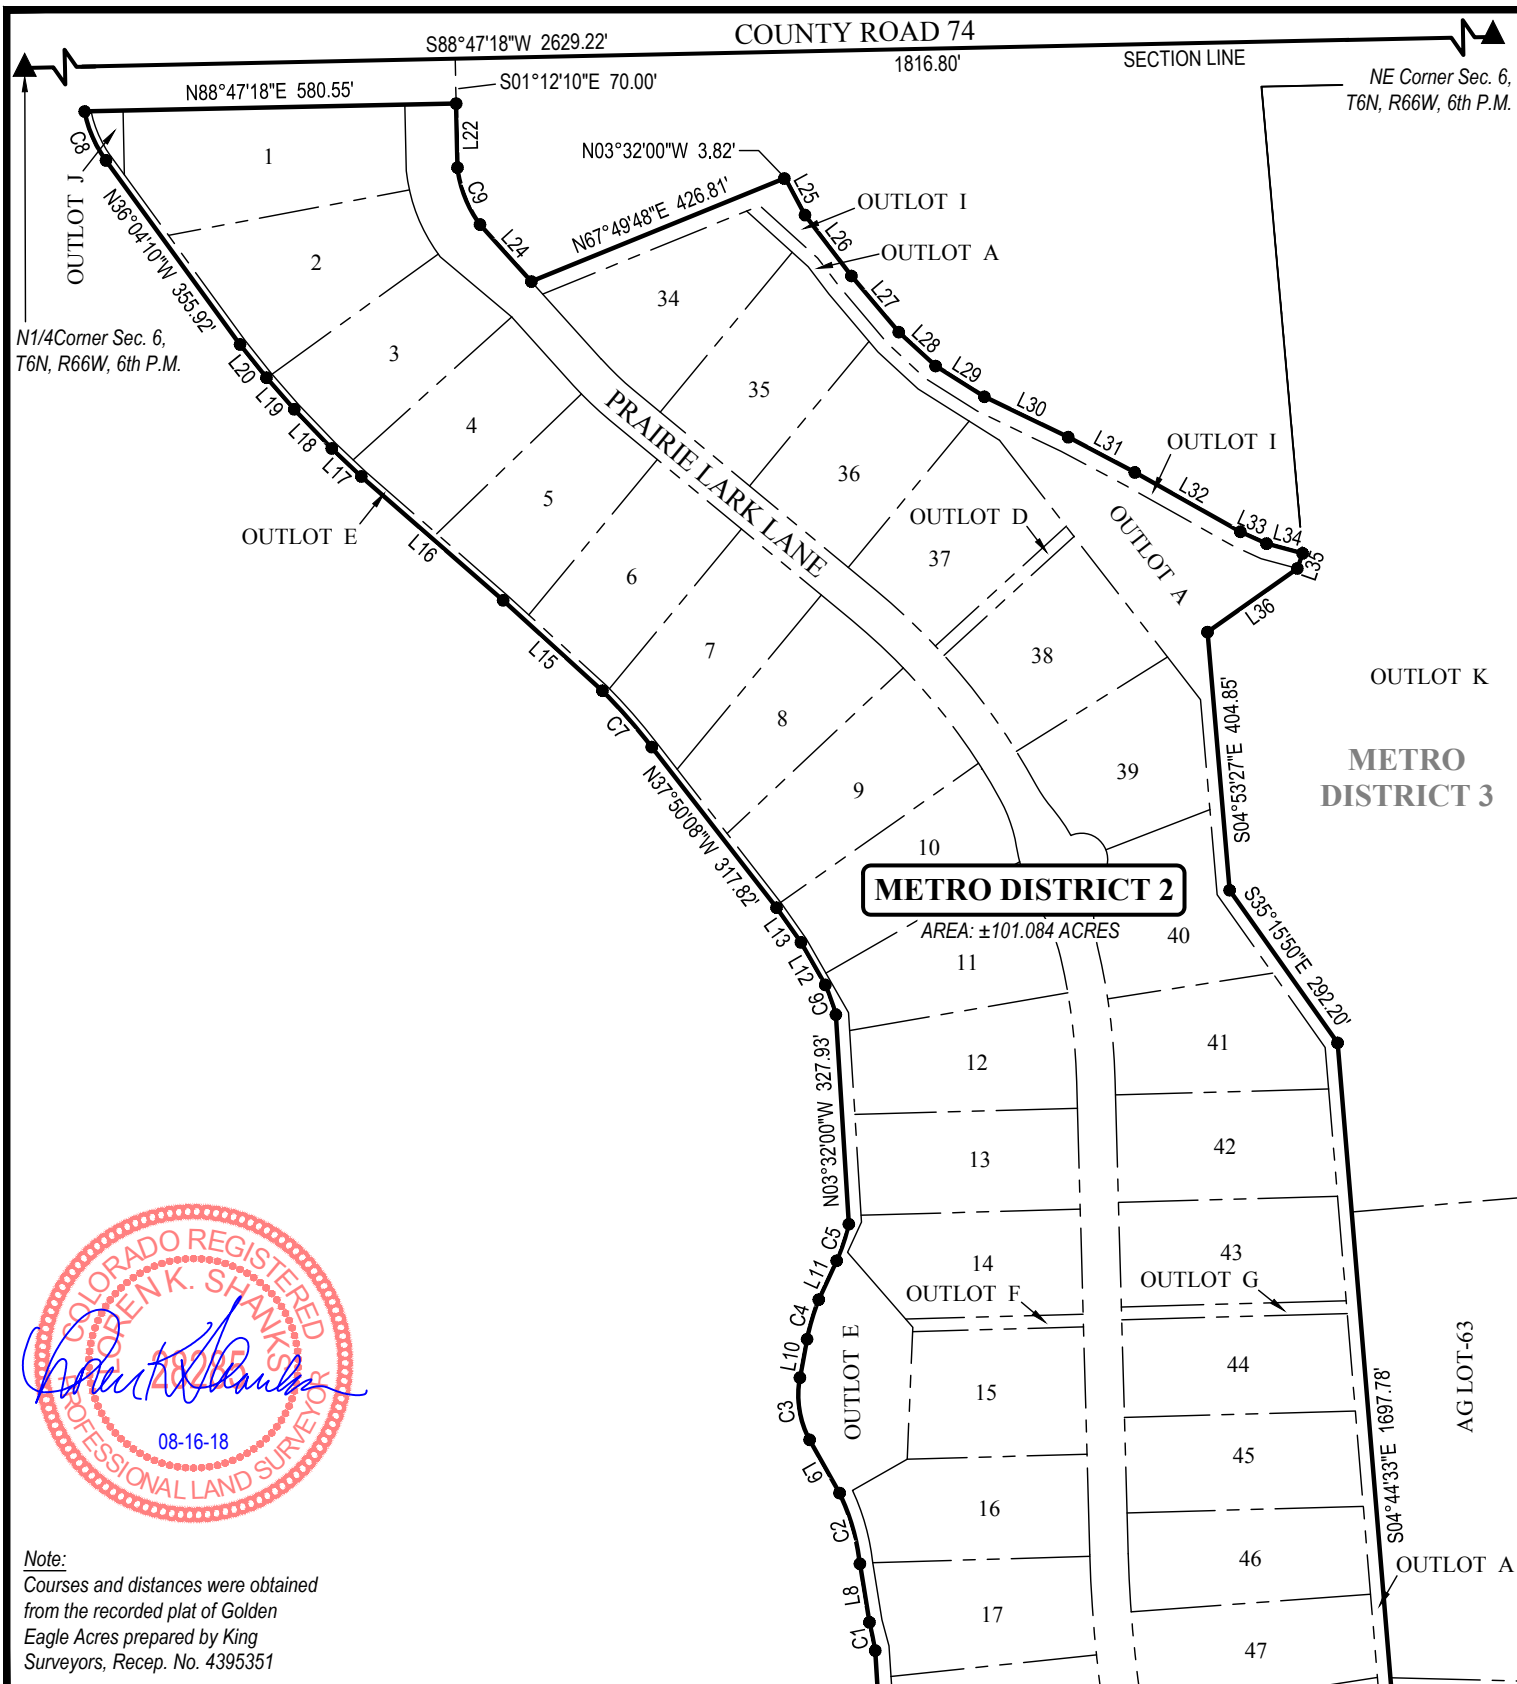 COUNTY ROAD 74
S88°47'18"W 2629.22'
1816.80'
SECTION LINE
S01°12'10"E 70.00'
N88°47'18"E 580.55'
NE Corner Sec. 6,
T6N, R66W, 6th P.M.
N03°32'00"W 3.82'
N67°49'48"E 426.81'
L22
C8
C9
L24
L25
L26
L27
L28
L29
L30
L31
L32
L33
L34
L35
L36
OUTLOT I
OUTLOT A
OUTLOT J
N36°04'10"W 355.92'
N1/4Corner Sec. 6,
T6N, R66W, 6th P.M.
1
2
3
4
5
6
7
8
9
10
11
12
13
14
15
16
17
34
35
36
37
38
39
40
41
42
43
44
45
46
47
L20
L19
L18
L17
OUTLOT E
L16
L15
C7
PRAIRIE LARK LANE
OUTLOT D
OUTLOT I
OUTLOT A
OUTLOT K
METRO
DISTRICT 3
S04°53'27"E 404.85'
N37°50'08"W 317.82'
METRO DISTRICT 2
AREA: ±101.084 ACRES
S35°15'50"E 292.20'
L13
L12
C6
N03°32'00"W 327.93'
C5
L11
C4
L10
C3
L9
C2
L8
C1
OUTLOT E
OUTLOT F
OUTLOT G
AG LOT-63
S04°44'33"E 1697.78'
OUTLOT A
COLORADO REGISTERED
LOREN K. SHANKS
28285
PROFESSIONAL LAND SURVEYOR
08-16-18
Note:
Courses and distances were obtained
from the recorded plat of Golden
Eagle Acres prepared by King
Surveyors, Recep. No. 4395351